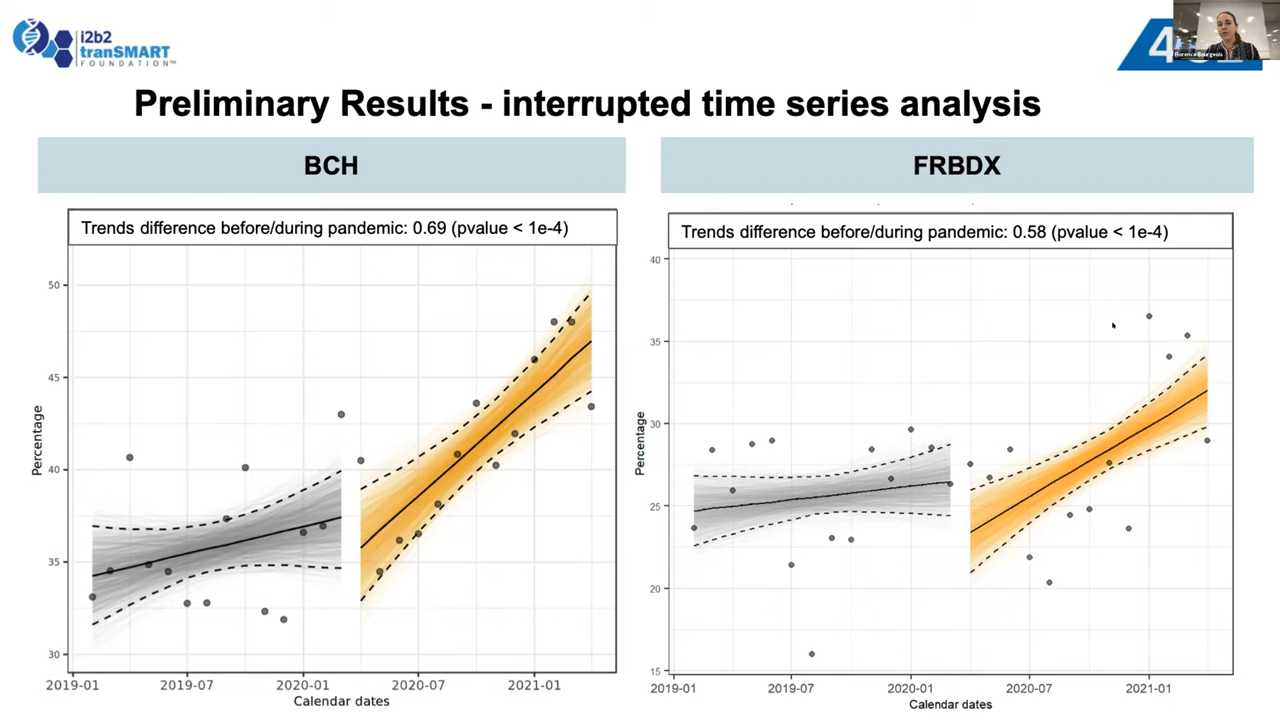 i2b2
tranSMART
FOUNDATION™
Florence Bourgeois
Preliminary Results - interrupted time series analysis
BCH
FRBDX
Trends difference before/during pandemic: 0.69 (pvalue < 1e-4)
50
45
40
35
30
Percentage
2019-01
2019-07
2020-01
2020-07
2021-01
Calendar dates
Trends difference before/during pandemic: 0.58 (pvalue < 1e-4)
40
35
30
25
20
15
Percentage
2019-01
2019-07
2020-01
2020-07
2021-01
Calendar dates